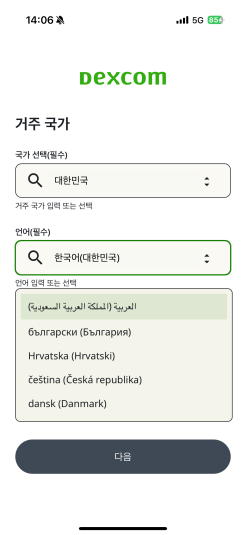 14:06
5G 85
Dexcom
거주 국가
국가 선택(필수)
대한민국
거주 국가 입력 또는 선택
언어(필수)
한국어(대한민국)
언어 입력 또는 선택
العربية (المملكة العربية السعودية)
български (България)
Hrvatska (Hrvatski)
čeština (Česká republika)
dansk (Danmark)
다음